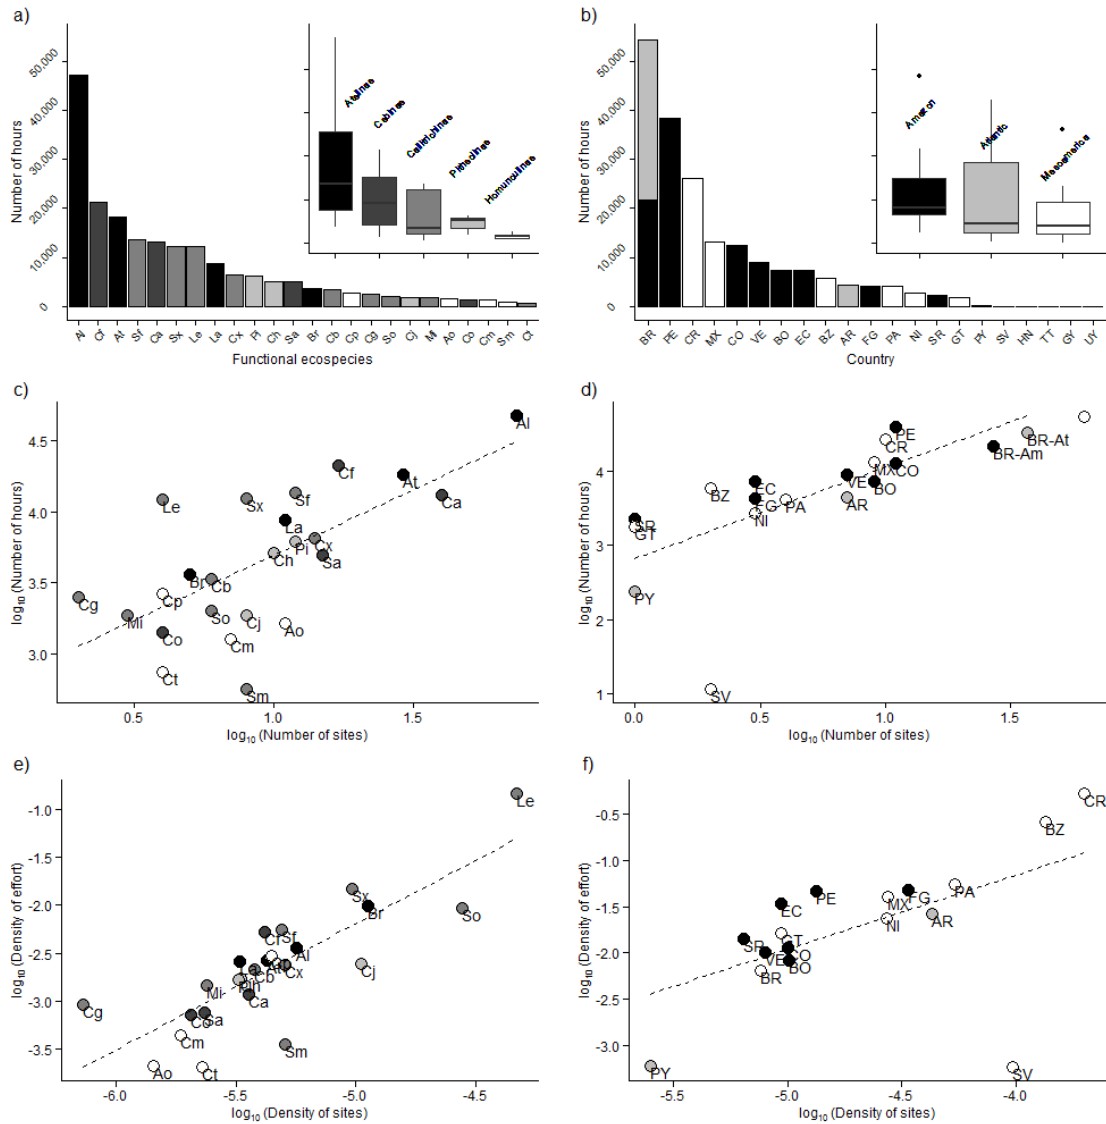 a)
Number of hours
50,000
40,000
30,000
20,000
10,000
0
Atelinae
Cebinae
Callitrichinae
Pitheciinae
Homunculinae
Al Cf At Sf Ca Sx Le La Cx Pi Ch Sa Br Cb Cp Cg So Cj Mi Ao Co Cm Sm Ct
Functional ecospecies
b)
Number of hours
50,000
40,000
30,000
20,000
10,000
0
Amazon
Atlantic
Mesoamerica
BR PE CR MX CO VE BO EC BZ AR FG PA NI SR GT PY SV HN TT GY UY
Country
c)
log10 (Number of hours)
4.5
4.0
3.5
3.0
Al
Cf
At
Ca
Le
Sx
Sf
La
Cx
Pi
Ch
Sa
Br
Cb
Cp
Cg
Mi
So
Cj
Ao
Co
Cm
Ct
Sm
0.5 1.0 1.5
log10 (Number of sites)
d)
log10 (Number of hours)
4
3
2
1
PE
CR
BR-At
BR-Am
MX
CO
EC
BZ
VE
BO
FG
PA
AR
NI
SR
GT
PY
SV
0.0 0.5 1.0 1.5
log10 (Number of sites)
e)
log10 (Density of effort)
-1.0
-1.5
-2.0
-2.5
-3.0
-3.5
Le
Sx
Br
So
Cf
Sf
Al
At
Cx
Cj
Cb
Mi
Ca
Cg
Co
Sa
Cm
Sm
Ao
Ct
-6.0 -5.5 -5.0 -4.5
log10 (Density of sites)
f)
log10 (Density of effort)
-0.5
-1.0
-1.5
-2.0
-2.5
-3.0
CR
BZ
PE
FG
PA
MX
EC
AR
NI
GT
SR
CO
VE
BO
BR
PY
SV
-5.5 -5.0 -4.5 -4.0
log10 (Density of sites)